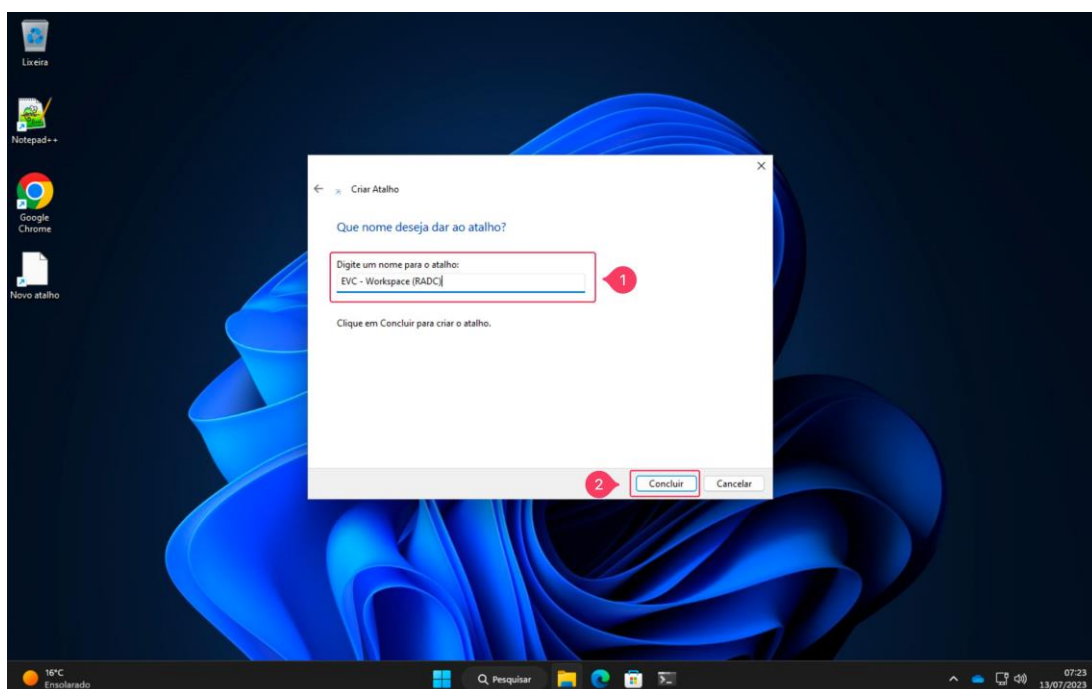 Lixeira
Notepad++
Google
Chrome
Novo atalho
Criar Atalho
Que nome deseja dar ao atalho?
Digite um nome para o atalho:
EVC - Workspace (RADC)
1
Clique em Concluir para criar o atalho.
2
Concluir
Cancelar
16°C
Ensolarado
Pesquisar
07:23
13/07/2023